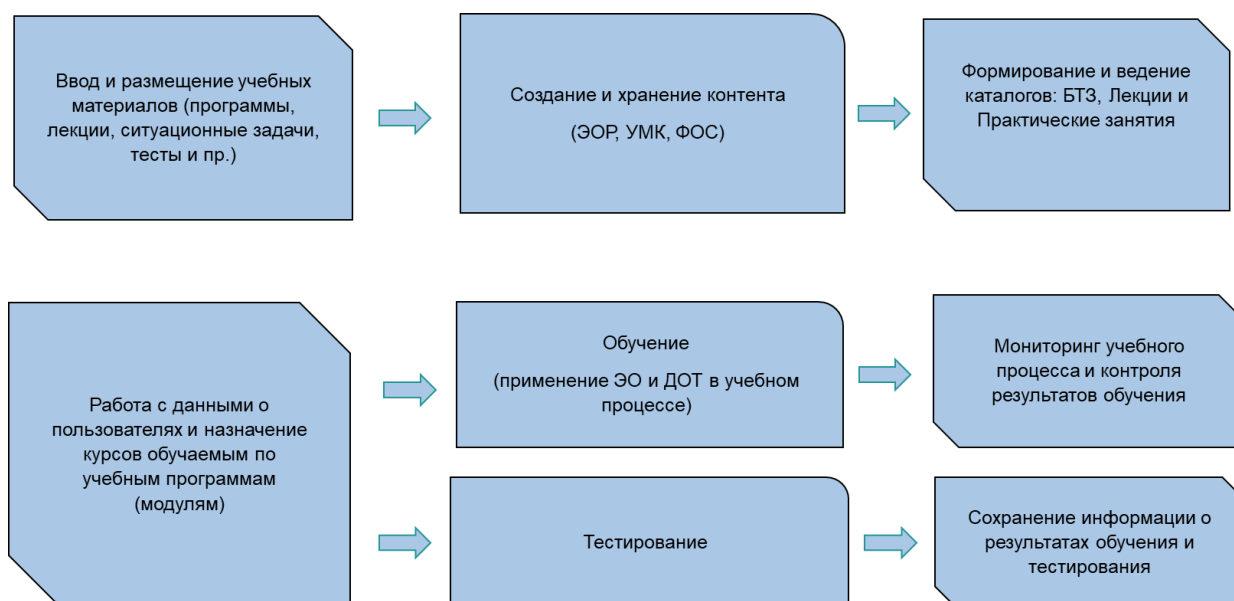 Ввод и размещение учебных
материалов (программы,
лекции, ситуационные задачи,
тесты и пр.)
Создание и хранение контента
(ЭОР, УМК, ФОС)
Формирование и ведение
каталогов: БТЗ, Лекции и
Практические занятия
Работа с данными о
пользователях и назначение
курсов обучаемым по
учебным программам
(модулям)
Обучение
(применение ЭО и ДОТ в учебном
процессе)
Мониторинг учебного
процесса и контроля
результатов обучения
Тестирование
Сохранение информации о
результатах обучения и
тестирования